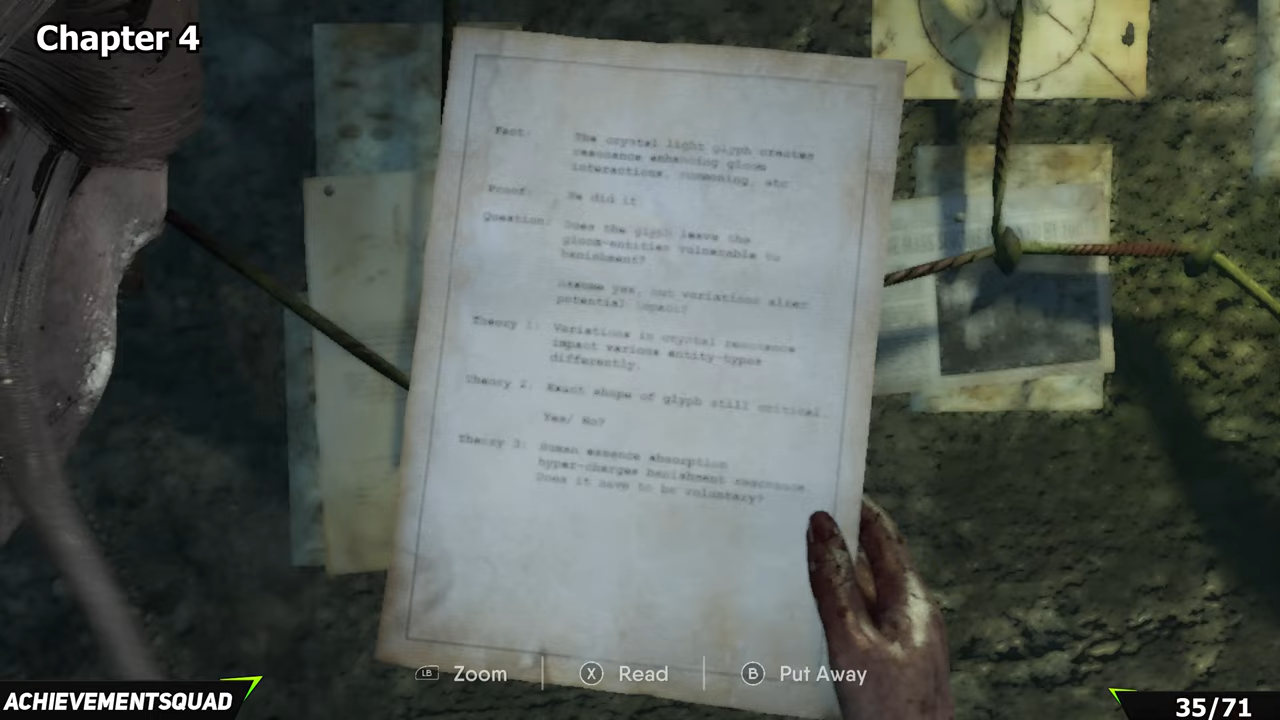 Chapter 4
Fact: The crystal light glyph creates
resonance enhancing gloom
interactions, summoning, etc
Proof: He did it
Question: Does the glyph leave the
gloom-entities vulnerable to
banishment?
Assume yes, but variations alter
potential impact?
Theory 1: Variations in crystal resonance
impact various entity-types
differently.
Theory 2: Exact shape of glyph still critical.
Yes/ No?
Theory 3: Human essence absorption
hyper-charges banishment resonance
Does it have to be voluntary?
LB Zoom X Read B Put Away
ACHIEVEMENTSQUAD
35/71